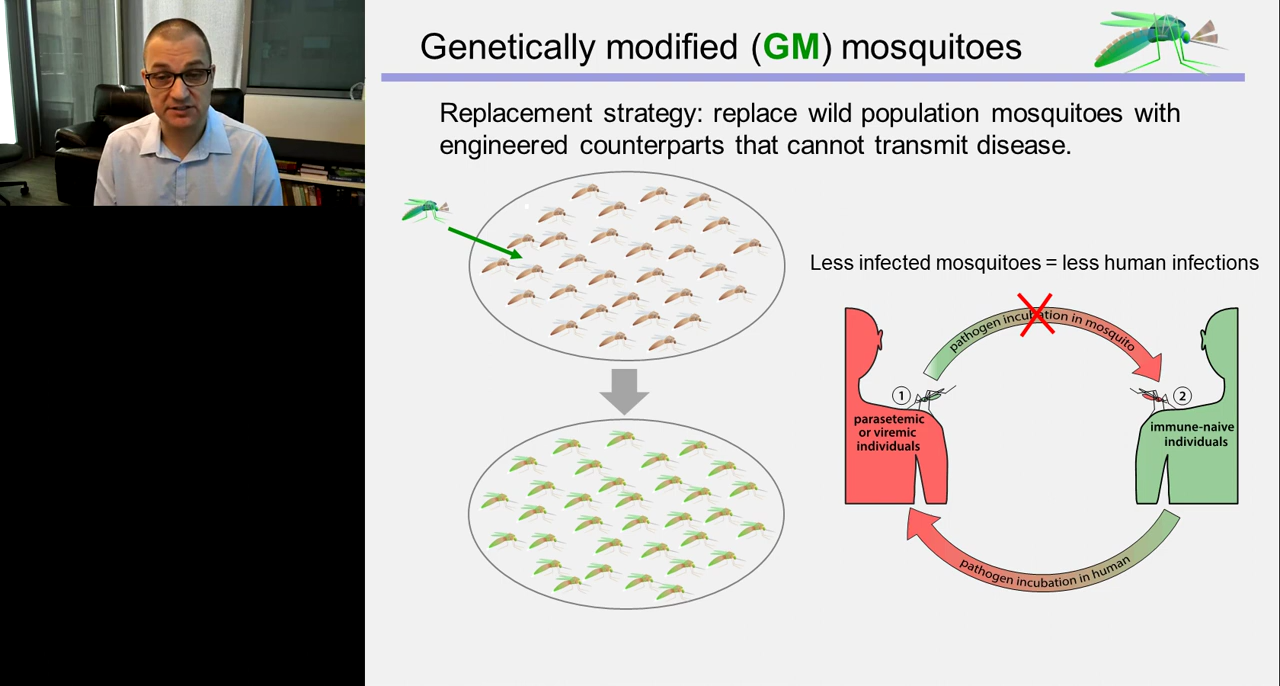 Genetically modified (GM) mosquitoes
Replacement strategy: replace wild population mosquitoes with
engineered counterparts that cannot transmit disease.
Less infected mosquitoes = less human infections
pathogen incubation in mosquito
1
2
parasetemic
or viremic
individuals
immune-naive
individuals
pathogen incubation in human